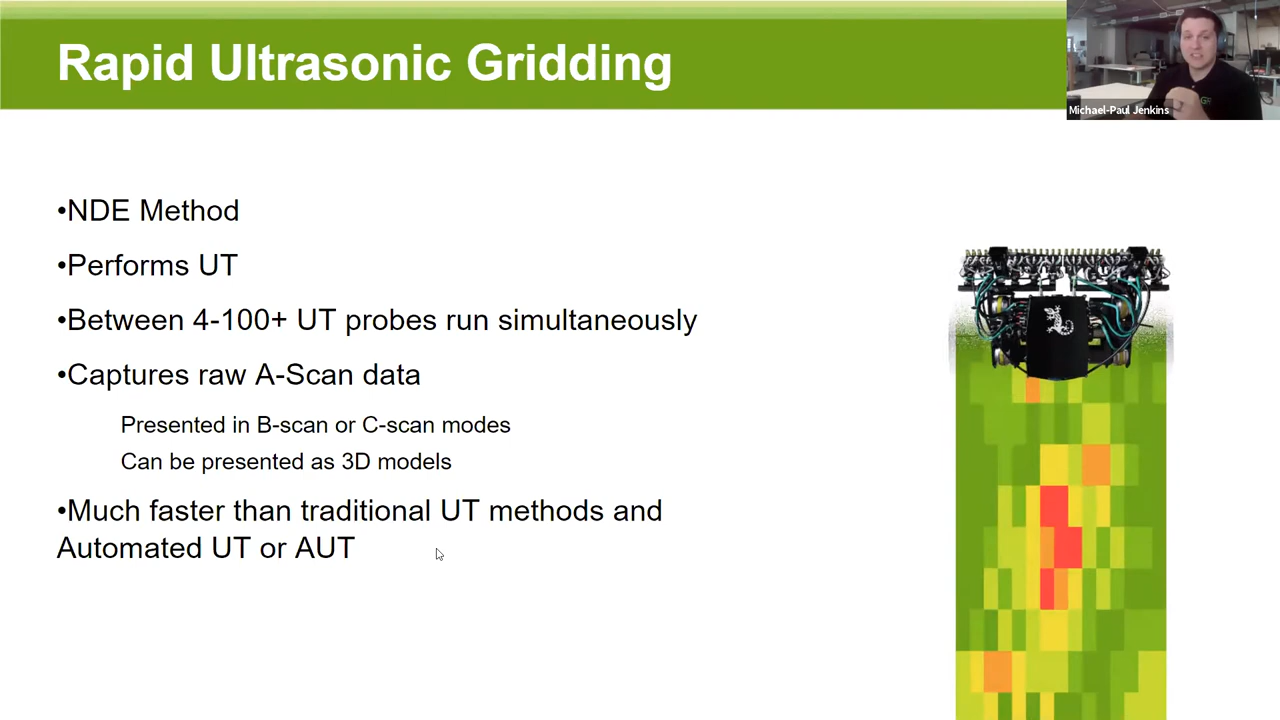 Rapid Ultrasonic Gridding
Michael-Paul Jenkins
•NDE Method
•Performs UT
•Between 4-100+ UT probes run simultaneously
•Captures raw A-Scan data
Presented in B-scan or C-scan modes
Can be presented as 3D models
•Much faster than traditional UT methods and
Automated UT or AUT